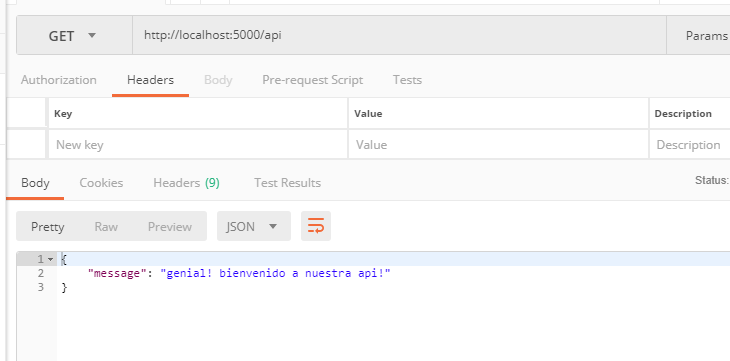 GET http://localhost:5000/api Params
Authorization Headers Body Pre-request Script Tests
Key Value Description
New key Value Description
Body Cookies Headers (9) Test Results Status:
Pretty Raw Preview JSON
1 {
2 "message": "genial! bienvenido a nuestra api!"
3 }